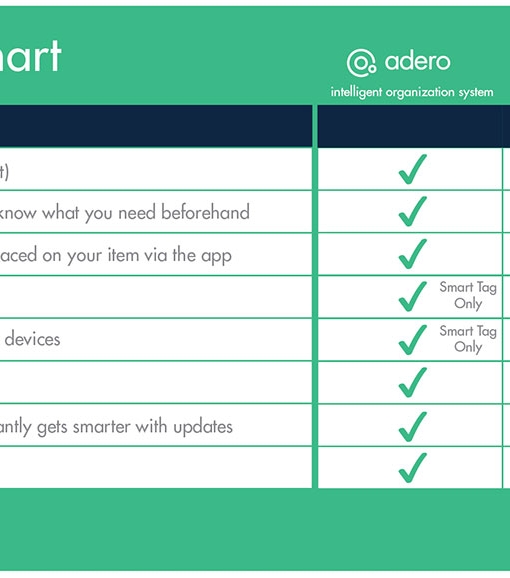 nart
adero
intelligent organization system
t)
know what you need beforehand
aced on your item via the app
Smart Tag
Only
devices
Smart Tag
Only
antly gets smarter with updates